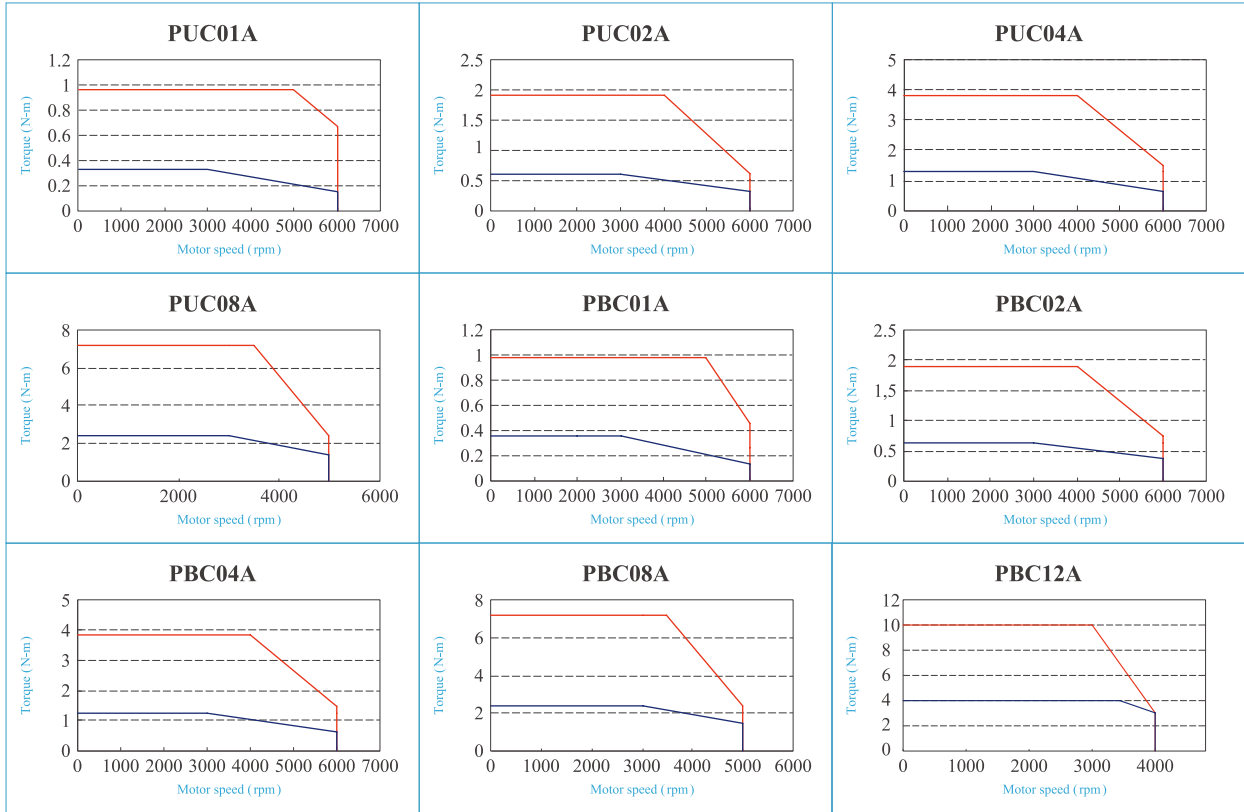 PUC01A
1.2
1
0.8
0.6
0.4
0.2
0
Torque (N-m)
0 1000 2000 3000 4000 5000 6000 7000
Motor speed (rpm)
PUC02A
2.5
2
1.5
1
0.5
0
Torque (N-m)
0 1000 2000 3000 4000 5000 6000 7000
Motor speed (rpm)
PUC04A
5
4
3
2
1
0
Torque (N-m)
0 1000 2000 3000 4000 5000 6000 7000
Motor speed (rpm)
PUC08A
8
6
4
2
0
Torque (N-m)
0 2000 4000 6000
Motor speed (rpm)
PBC01A
1.2
1
0.8
0.6
0.4
0.2
0
Torque (N-m)
0 1000 2000 3000 4000 5000 6000 7000
Motor speed (rpm)
PBC02A
2.5
2
1,5
1
0.5
0
Torque (N-m)
0 1000 2000 3000 4000 5000 6000 7000
Motor speed (rpm)
PBC04A
5
4
3
2
1
0
Torque (N-m)
0 1000 2000 3000 4000 5000 6000 7000
Motor speed (rpm)
PBC08A
8
6
4
2
0
Torque (N-m)
0 1000 2000 3000 4000 5000 6000
Motor speed (rpm)
PBC12A
12
10
8
6
4
2
0
Torque (N-m)
0 1000 2000 3000 4000
Motor speed (rpm)